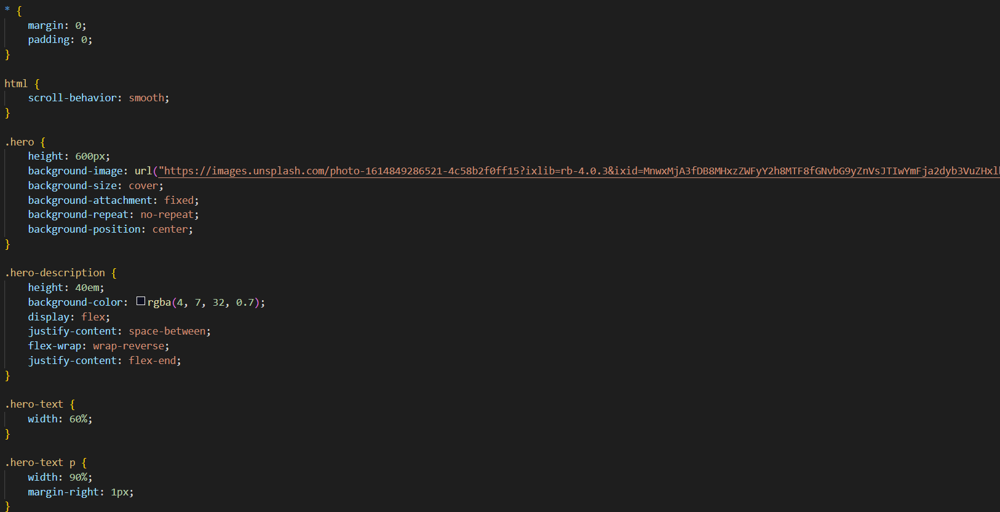 * {
    margin: 0;
    padding: 0;
}

html {
    scroll-behavior: smooth;
}

.hero {
    height: 600px;
    background-image: url("https://images.unsplash.com/photo-1614849286521-4c58b2f0ff15?ixlib=rb-4.0.3&ixid=MnwxMjA3fDB8MHxzZWFyY2h8MTF8fGNvbG9yZnVsJTIwYmFja2dyb3VuZHxl
    background-size: cover;
    background-attachment: fixed;
    background-repeat: no-repeat;
    background-position: center;
}

.hero-description {
    height: 40em;
    background-color: rgba(4, 7, 32, 0.7);
    display: flex;
    justify-content: space-between;
    flex-wrap: wrap-reverse;
    justify-content: flex-end;
}

.hero-text {
    width: 60%;
}

.hero-text p {
    width: 90%;
    margin-right: 1px;
}